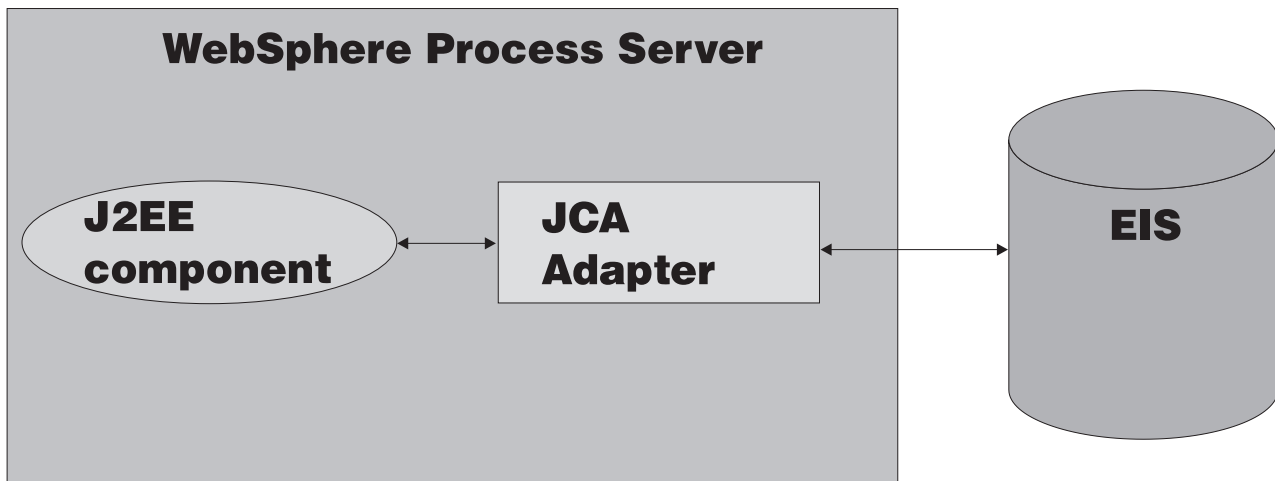 WebSphere Process Server
J2EE
component
JCA
Adapter
EIS